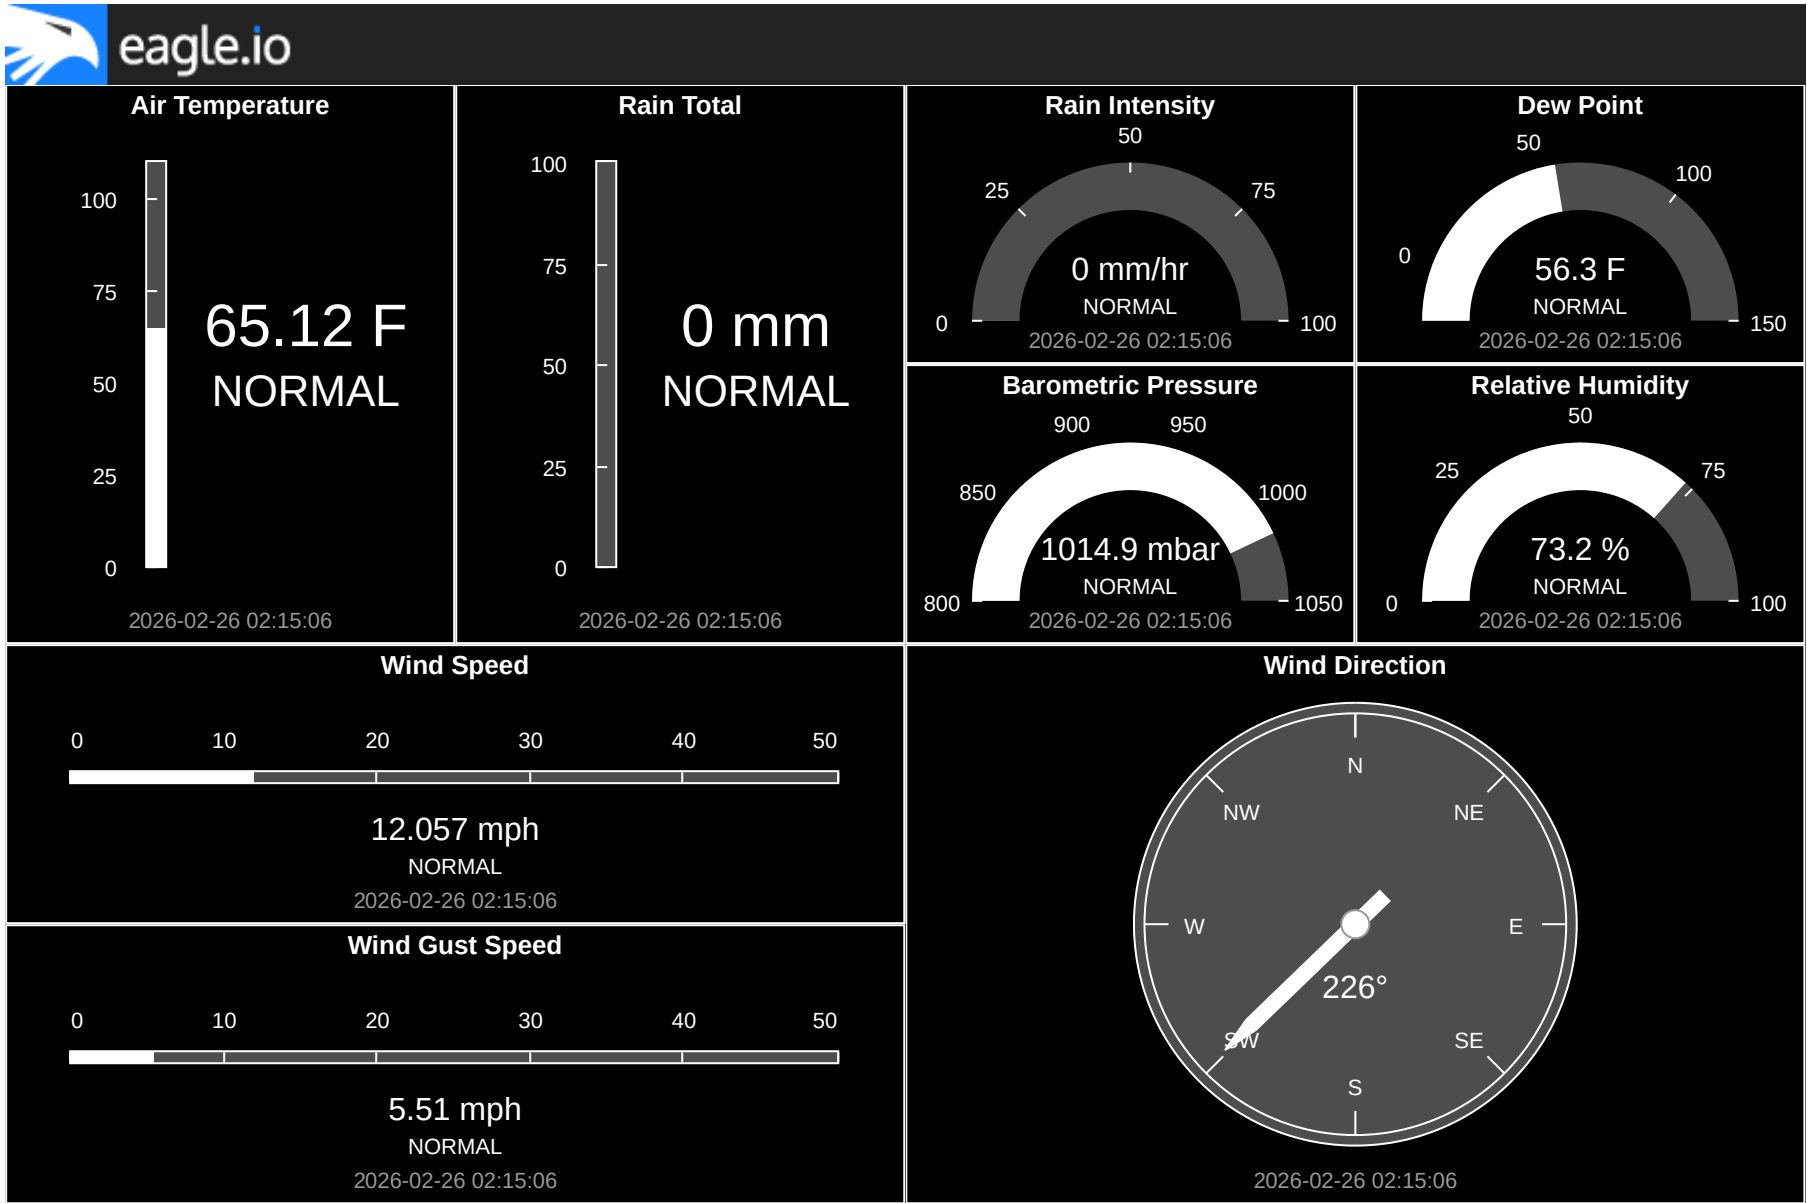 eagle.io
Air Temperature
100
75
50
25
0
65.12 F
NORMAL
2026-02-26 02:15:06
Rain Total
100
75
50
25
0
0 mm
NORMAL
2026-02-26 02:15:06
Rain Intensity
0
25
50
75
100
0 mm/hr
NORMAL
2026-02-26 02:15:06
Dew Point
0
50
100
150
56.3 F
NORMAL
2026-02-26 02:15:06
Barometric Pressure
800
850
900
950
1000
1050
1014.9 mbar
NORMAL
2026-02-26 02:15:06
Relative Humidity
0
25
50
75
100
73.2 %
NORMAL
2026-02-26 02:15:06
Wind Speed
0 10 20 30 40 50
12.057 mph
NORMAL
2026-02-26 02:15:06
Wind Gust Speed
0 10 20 30 40 50
5.51 mph
NORMAL
2026-02-26 02:15:06
Wind Direction
N
NW NE
W E
226°
SW SE
S
2026-02-26 02:15:06